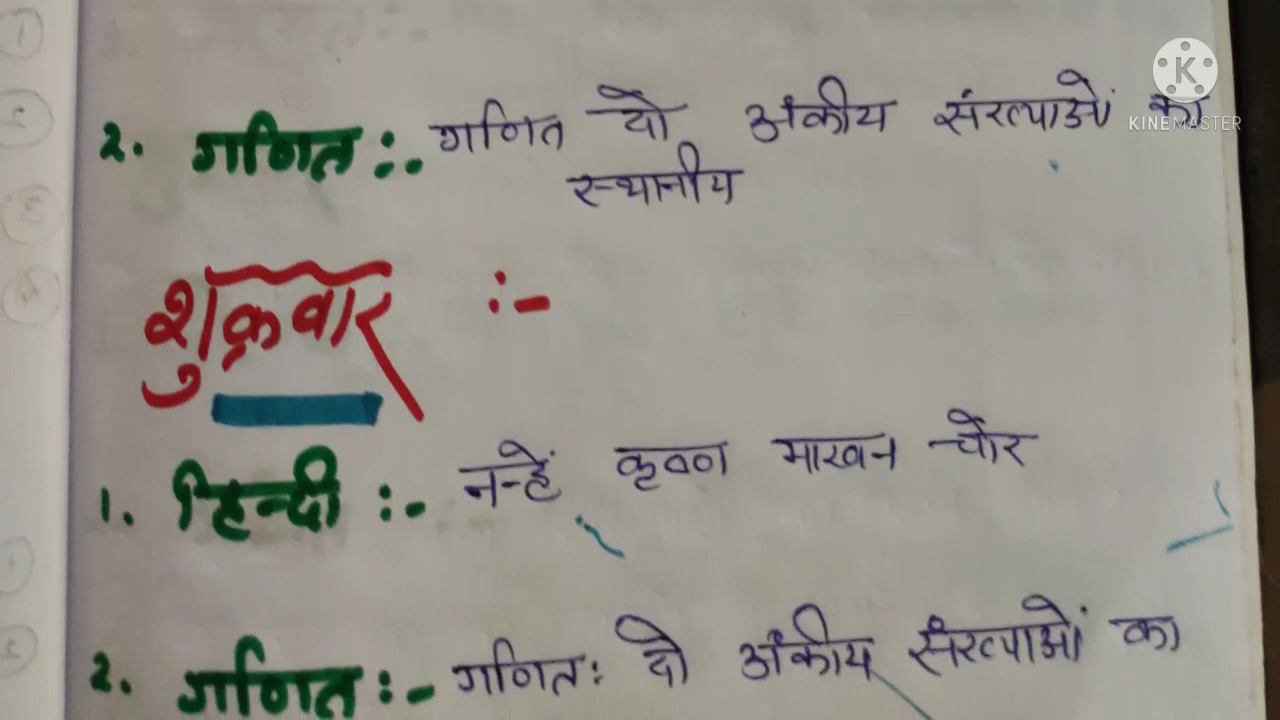 2. गणित :- गणित दो अंकीय संख्याओं का
स्थानीय
शुक्रवार :-
1. हिन्दी :- नन्हें कृष्ण माखन चोर
2. गणित :- गणित: दो अंकीय संख्याओं का
KINEMASTER